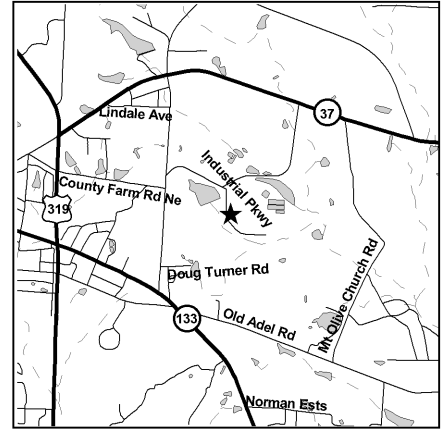 37
Lindale Ave
Industrial Pkwy
County Farm Rd Ne
319
Doug Turner Rd
Mt Olive Church Rd
133
Old Adel Rd
Norman Ests